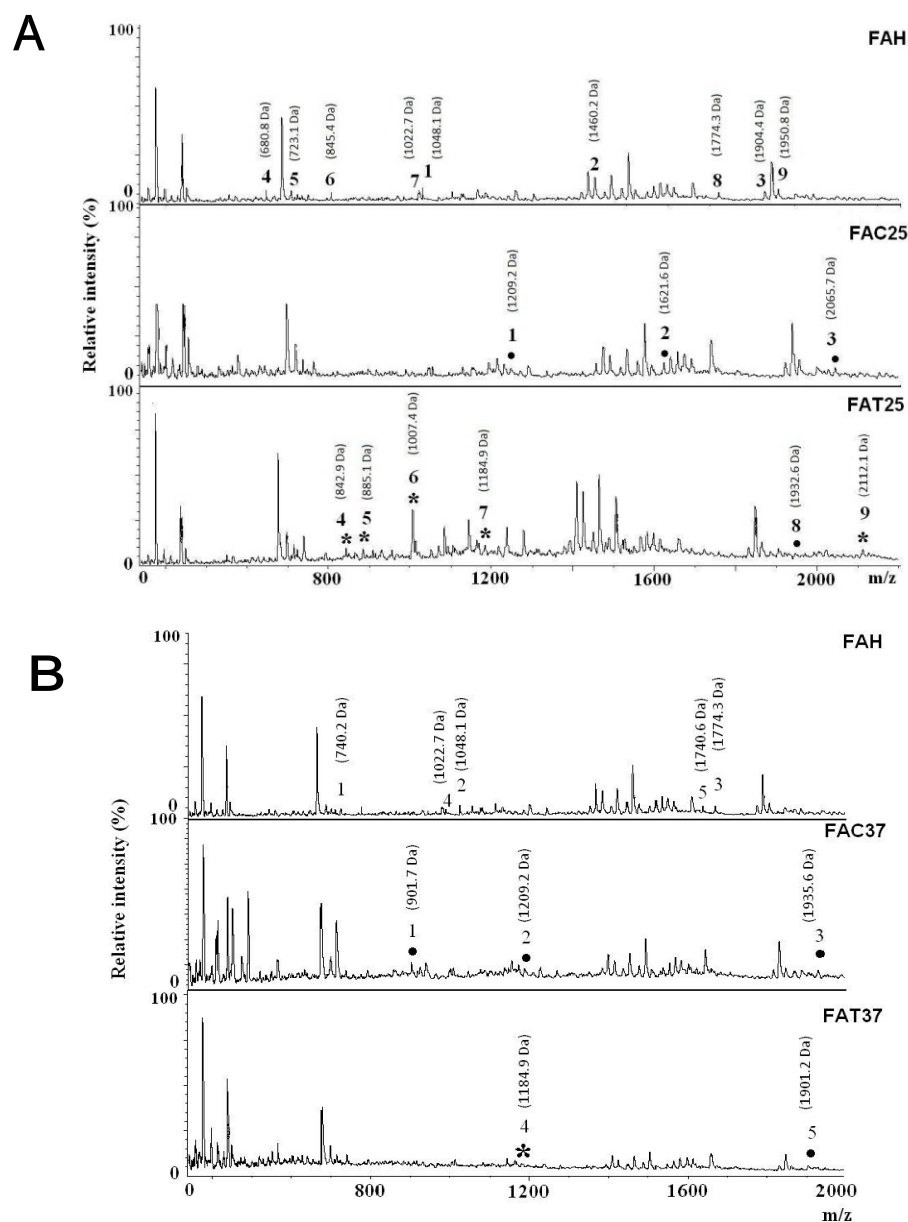 A
100
FAH
(680.8 Da)
(723.1 Da)
(845.4 Da)
(1022.7 Da)
(1048.1 Da)
(1460.2 Da)
(1774.3 Da)
(1904.4 Da)
(1950.8 Da)
4 5 6 7 1 2 8 3 9
0
100
FAC25
(1209.2 Da)
(1621.6 Da)
(2065.7 Da)
1 2 3
Relative intensity (%)
0
100
FAT25
(842.9 Da)
(885.1 Da)
(1007.4 Da)
(1184.9 Da)
(1932.6 Da)
(2112.1 Da)
4 5 6 7 8 9
* * * * *
0
0 800 1200 1600 2000 m/z
B
100
FAH
(740.2 Da)
(1022.7 Da)
(1048.1 Da)
(1740.6 Da)
(1774.3 Da)
1 4 2 5 3
0
100
FAC37
(901.7 Da)
(1209.2 Da)
(1935.6 Da)
1 2 3
Relative intensity (%)
0
100
FAT37
(1184.9 Da)
(1901.2 Da)
4 5
*
0
0 800 1200 1600 2000
m/z